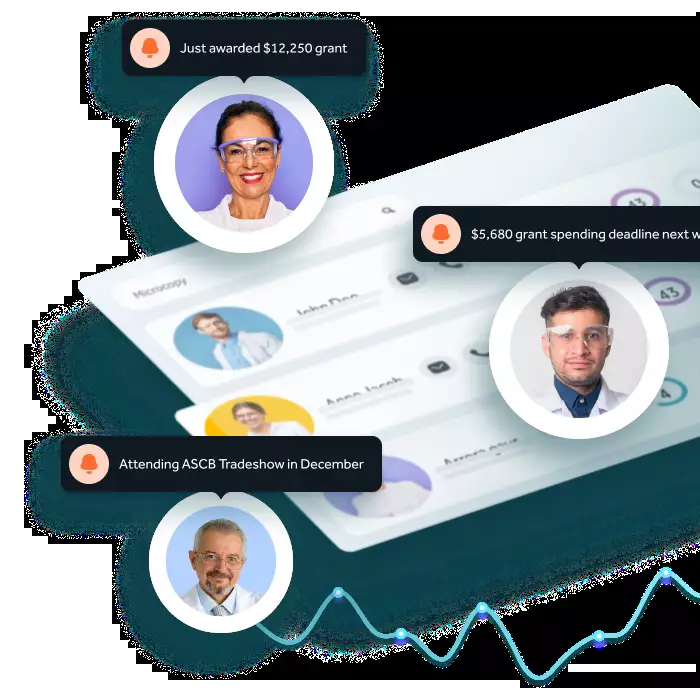 Just awarded $12,250 grant
43
$5,680 grant spending deadline next w
Microcopy
43
4
Attending ASCB Tradeshow in December